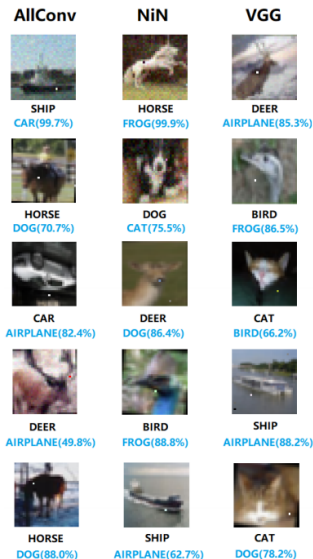 AllConv NiN VGG
SHIP HORSE DEER
CAR(99.7%) FROG(99.9%) AIRPLANE(85.3%)
HORSE DOG BIRD
DOG(70.7%) CAT(75.5%) FROG(86.5%)
CAR DEER CAT
AIRPLANE(82.4%) DOG(86.4%) BIRD(66.2%)
DEER BIRD SHIP
AIRPLANE(49.8%) FROG(88.8%) AIRPLANE(88.2%)
HORSE SHIP CAT
DOG(88.0%) AIRPLANE(62.7%) DOG(78.2%)